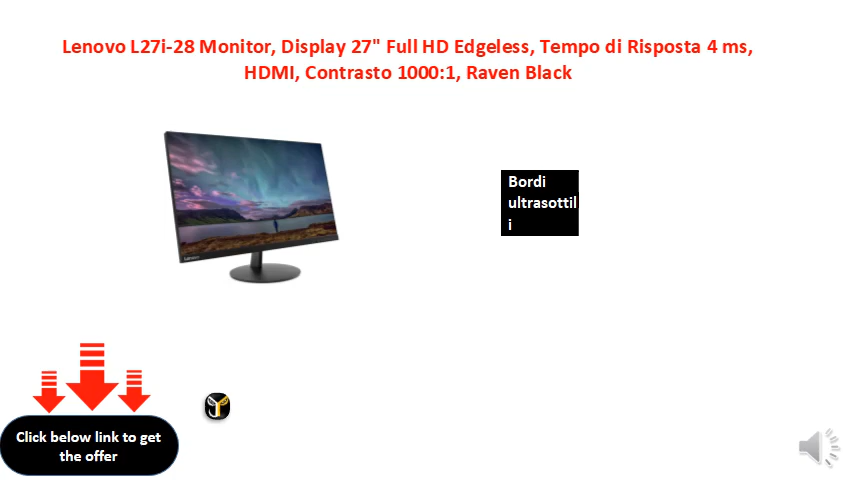 Lenovo L27i-28 Monitor, Display 27" Full HD Edgeless, Tempo di Risposta 4 ms,
HDMI, Contrasto 1000:1, Raven Black
Bordi
ultrasottil
i
Click below link to get
the offer